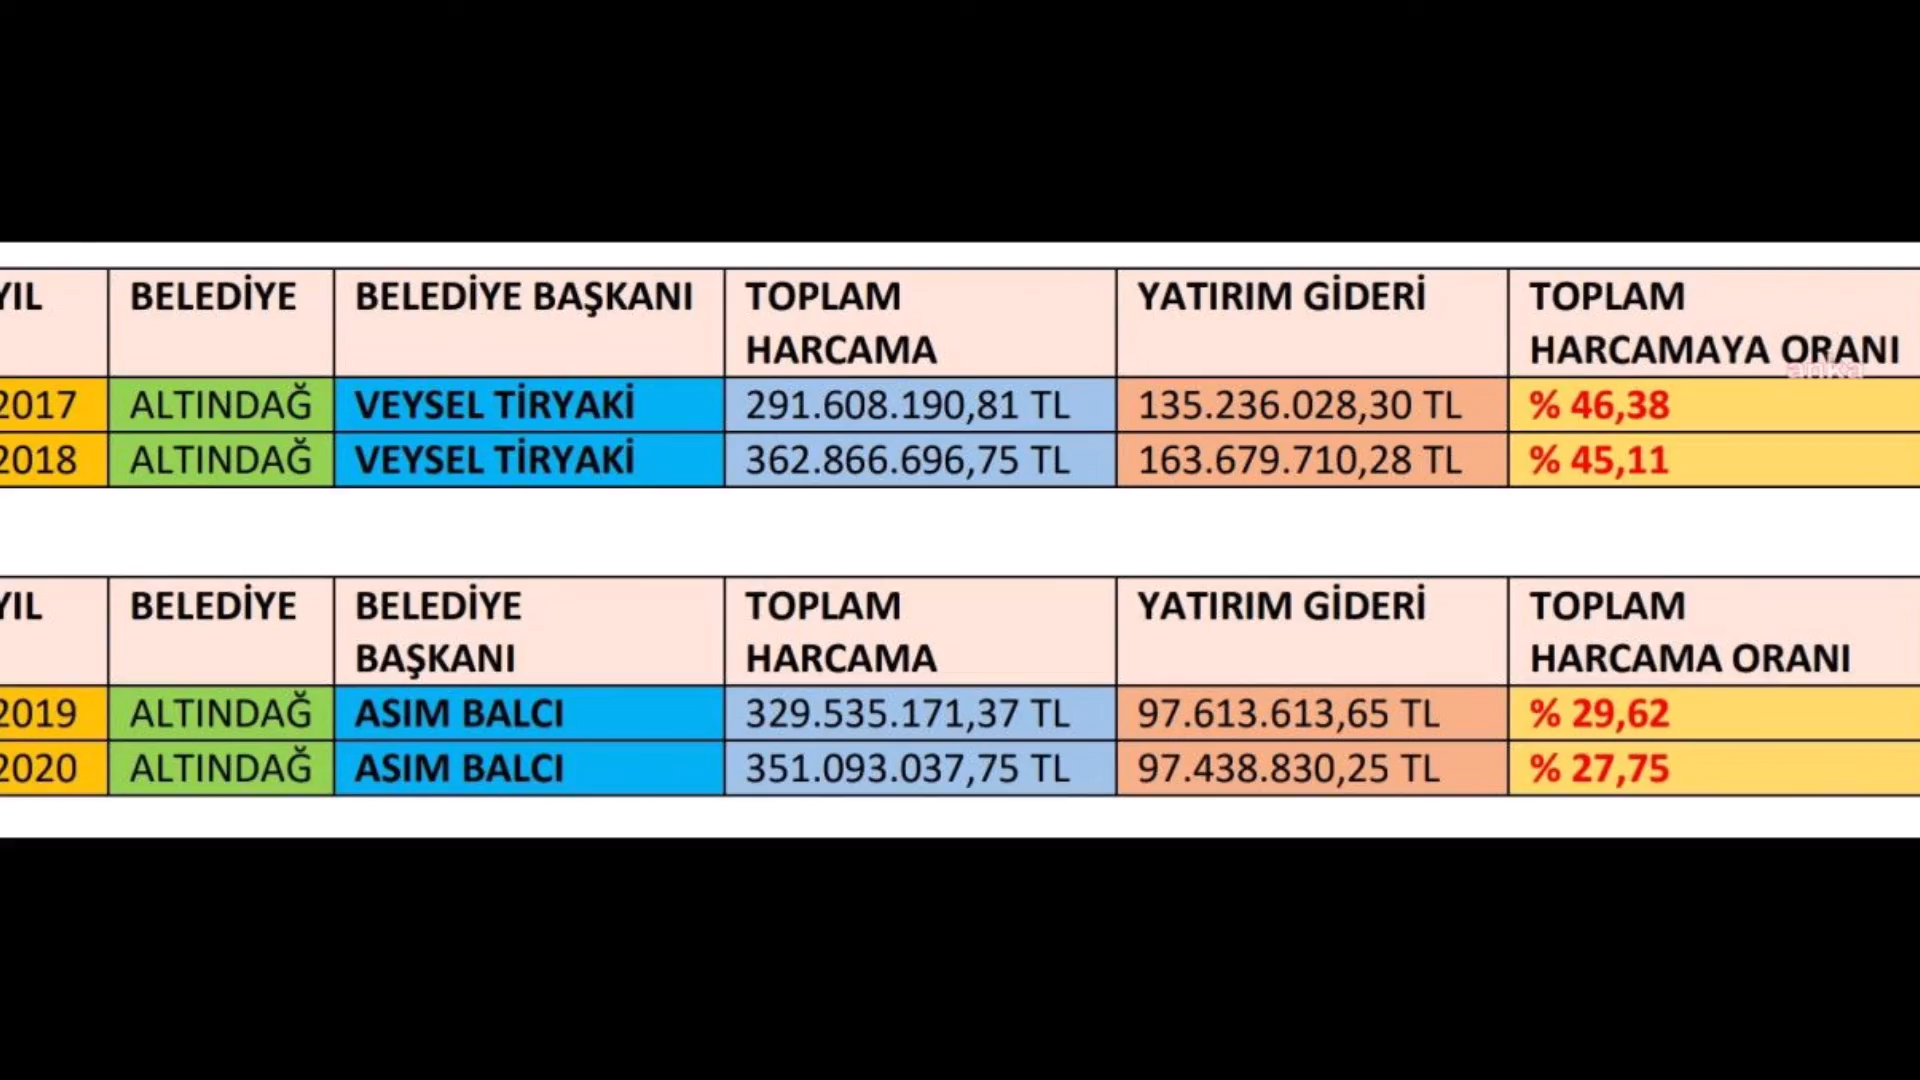 YIL BELEDİYE BELEDİYE BAŞKANI TOPLAM HARCAMA YATIRIM GİDERİ TOPLAM HARCAMAYA ORANI
anka
2017 ALTINDAĞ VEYSEL TİRYAKİ 291.608.190,81 TL 135.236.028,30 TL % 46,38
2018 ALTINDAĞ VEYSEL TİRYAKİ 362.866.696,75 TL 163.679.710,28 TL % 45,11
YIL BELEDİYE BELEDİYE BAŞKANI TOPLAM HARCAMA YATIRIM GİDERİ TOPLAM HARCAMA ORANI
2019 ALTINDAĞ ASIM BALCI 329.535.171,37 TL 97.613.613,65 TL % 29,62
2020 ALTINDAĞ ASIM BALCI 351.093.037,75 TL 97.438.830,25 TL % 27,75